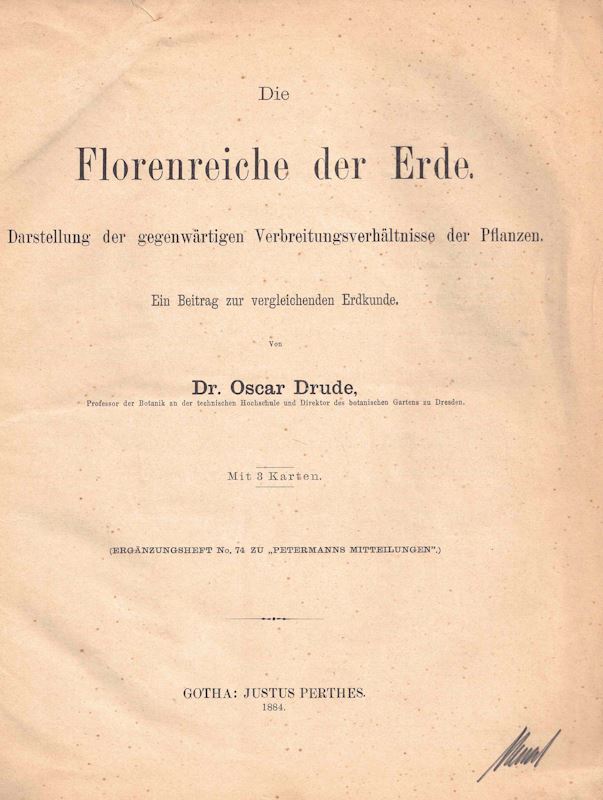 Die
Florenreiche der Erde.
Darstellung der gegenwärtigen Verbreitungsverhältnisse der Pflanzen.
Ein Beitrag zur vergleichenden Erdkunde.
Von
Dr. Oscar Drude,
Professor der Botanik an der technischen Hochschule und Direktor des botanischen Gartens zu Dresden.
Mit 3 Karten.
(ERGÄNZUNGSHEFT No. 74 ZU „PETERMANNS MITTEILUNGEN".)
GOTHA: JUSTUS PERTHES.
1884.